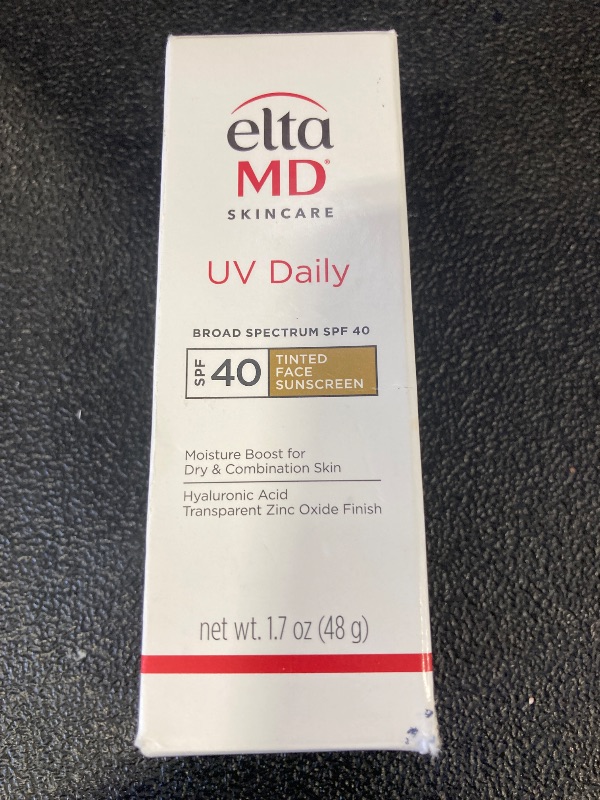 elta
MD®
SKINCARE
UV Daily
BROAD SPECTRUM SPF 40
SPF 40
TINTED
FACE
SUNSCREEN
Moisture Boost for
Dry & Combination Skin
Hyaluronic Acid
Transparent Zinc Oxide Finish
net wt. 1.7 oz (48 g)